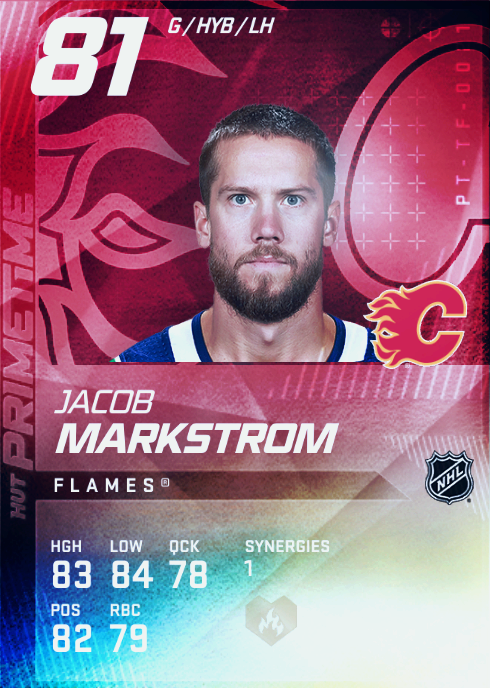 81
G / HYB / LH
PT-TF-001
HUT PRIMETIME
JACOB
MARKSTROM
FLAMES®
NHL
HGH LOW QCK SYNERGIES
83 84 78 1
POS RBC
82 79